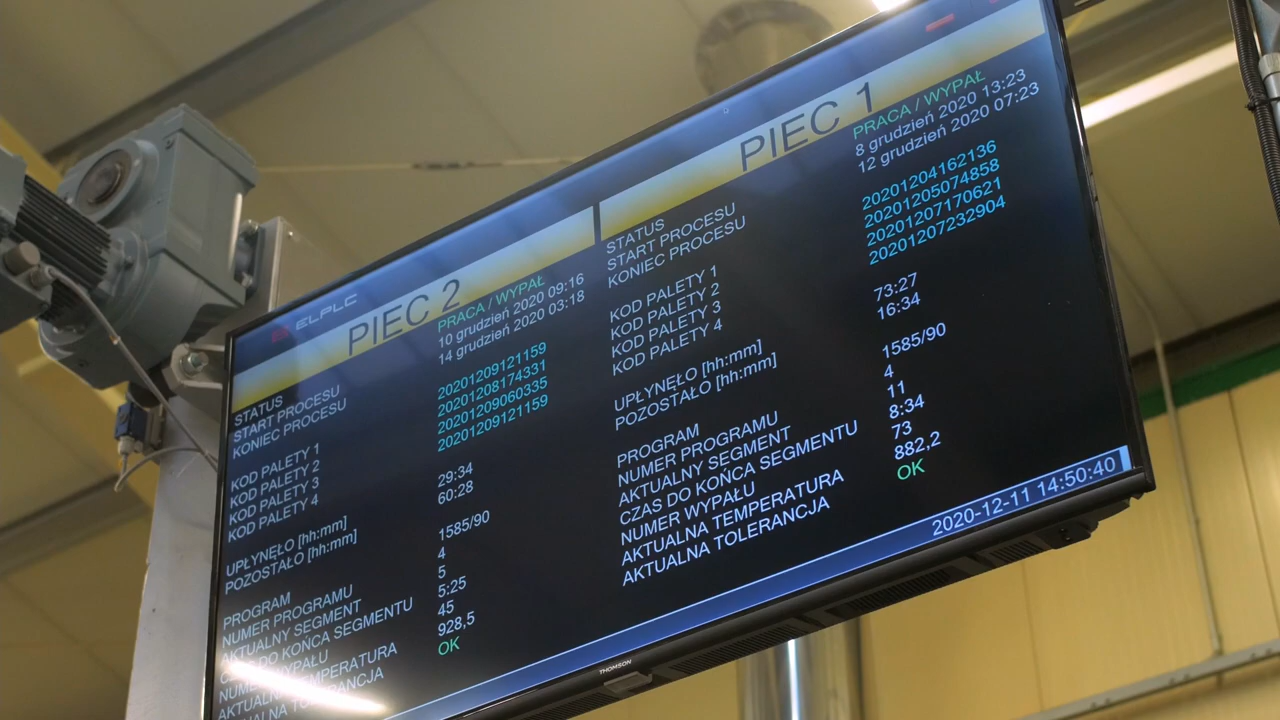 ELPLC
PIEC 2
STATUS PRACA / WYPAŁ
START PROCESU 10 grudzień 2020 09:16
KONIEC PROCESU 14 grudzień 2020 03:18
KOD PALETY 1 20201209121159
KOD PALETY 2 20201208174331
KOD PALETY 3 20201209060335
KOD PALETY 4 20201209121159
UPŁYNĘŁO [hh:mm] 29:34
POZOSTAŁO [hh:mm] 60:28
PROGRAM 1585/90
NUMER PROGRAMU 4
AKTUALNY SEGMENT 5
CZAS DO KOŃCA SEGMENTU 5:25
NUMER WYPAŁU 45
AKTUALNA TEMPERATURA 928,5
AKTUALNA TOLERANCJA OK
PIEC 1
STATUS PRACA / WYPAŁ
START PROCESU 8 grudzień 2020 13:23
KONIEC PROCESU 12 grudzień 2020 07:23
KOD PALETY 1 20201204162136
KOD PALETY 2 20201205074858
KOD PALETY 3 20201207170621
KOD PALETY 4 20201207232904
UPŁYNĘŁO [hh:mm] 73:27
POZOSTAŁO [hh:mm] 16:34
PROGRAM 1585/90
NUMER PROGRAMU 4
AKTUALNY SEGMENT 11
CZAS DO KOŃCA SEGMENTU 8:34
NUMER WYPAŁU 73
AKTUALNA TEMPERATURA 882,2
AKTUALNA TOLERANCJA OK
2020-12-11 14:50:40
THOMSON